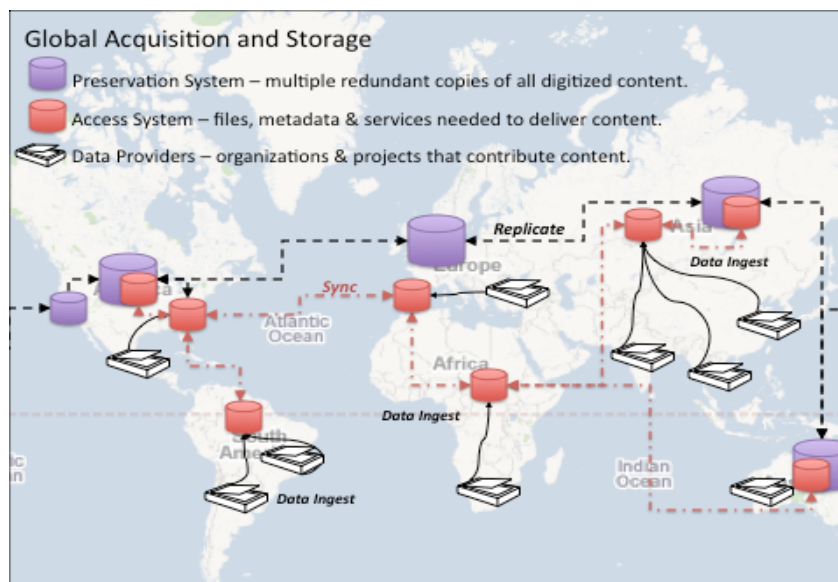 Global Acquisition and Storage
Preservation System – multiple redundant copies of all digitized content.
Access System – files, metadata & services needed to deliver content.
Data Providers – organizations & projects that contribute content.
Replicate
Asia
Europe
Data Ingest
Sync
Atlantic
Ocean
Africa
Data Ingest
South
Indian
Ocean
Data Ingest